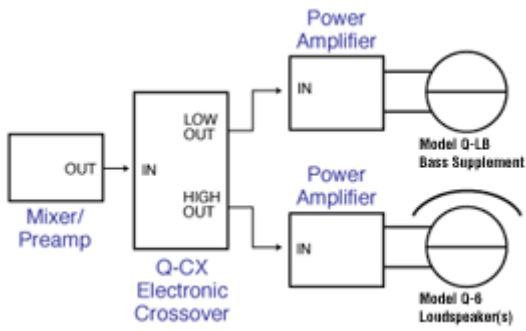 Power
Amplifier
IN
Model Q-LB
Bass Supplement
LOW
OUT
IN
HIGH
OUT
Q-CX
Electronic
Crossover
OUT
Mixer/
Preamp
Power
Amplifier
IN
Model Q-6
Loudspeaker(s)